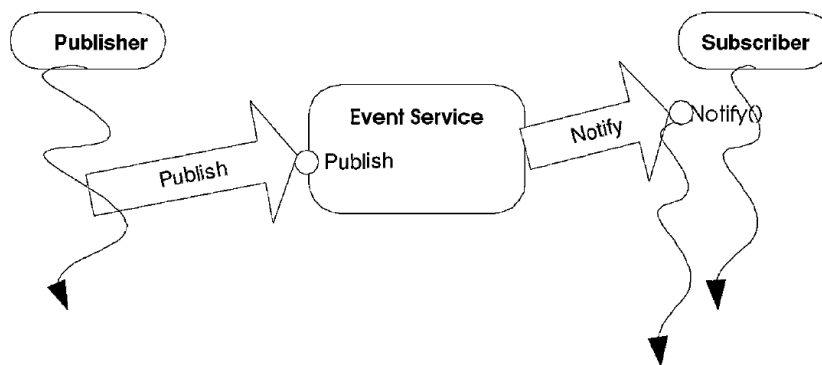 Publisher
Subscriber
Event Service
Notify
Notify()
Publish
Publish